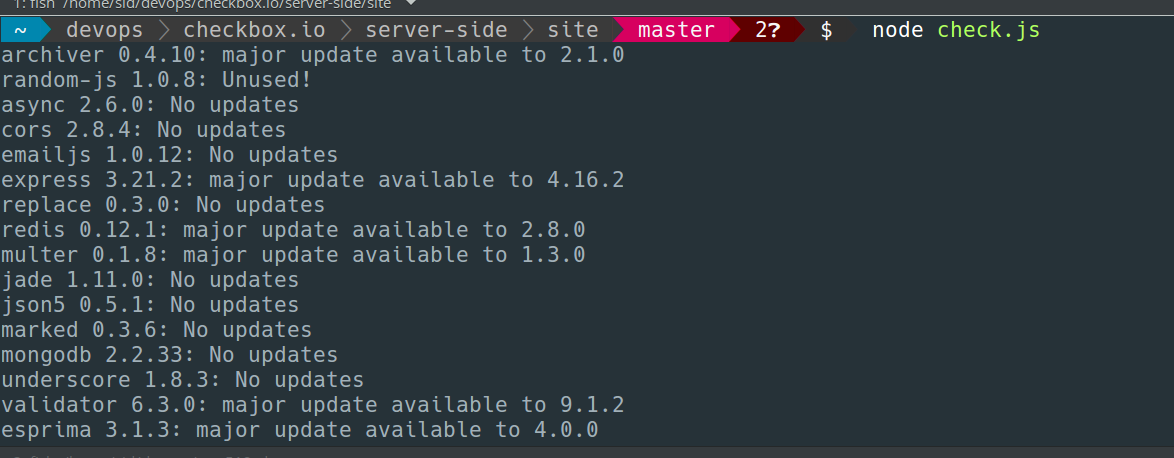 1: fish /home/sid/devops/checkbox.io/server-side/site
~ devops checkbox.io server-side site master 2? $ node check.js
archiver 0.4.10: major update available to 2.1.0
random-js 1.0.8: Unused!
async 2.6.0: No updates
cors 2.8.4: No updates
emailjs 1.0.12: No updates
express 3.21.2: major update available to 4.16.2
replace 0.3.0: No updates
redis 0.12.1: major update available to 2.8.0
multer 0.1.8: major update available to 1.3.0
jade 1.11.0: No updates
json5 0.5.1: No updates
marked 0.3.6: No updates
mongodb 2.2.33: No updates
underscore 1.8.3: No updates
validator 6.3.0: major update available to 9.1.2
esprima 3.1.3: major update available to 4.0.0